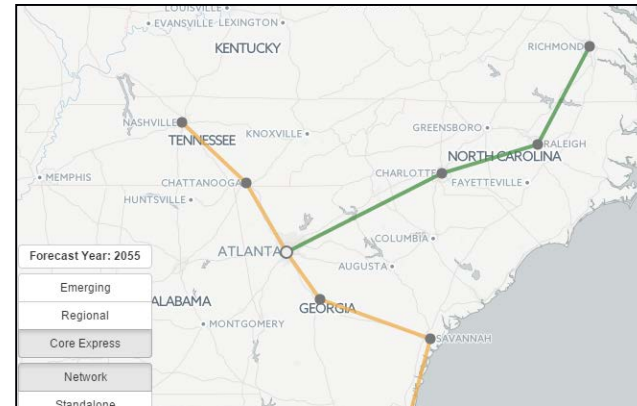 LOUISVILLE
EVANSVILLE
LEXINGTON
KENTUCKY
RICHMOND
NASHVILLE
TENNESSEE
KNOXVILLE
GREENSBORO
RALEIGH
NORTH CAROLINA
MEMPHIS
CHATTANOOGA
CHARLOTTE
FAYETTEVILLE
HUNTSVILLE
ATLANTA
COLUMBIA
Forecast Year: 2055
AUGUSTA
Emerging
ALABAMA
GEORGIA
Regional
MONTGOMERY
Core Express
SAVANNAH
Network
Standalone